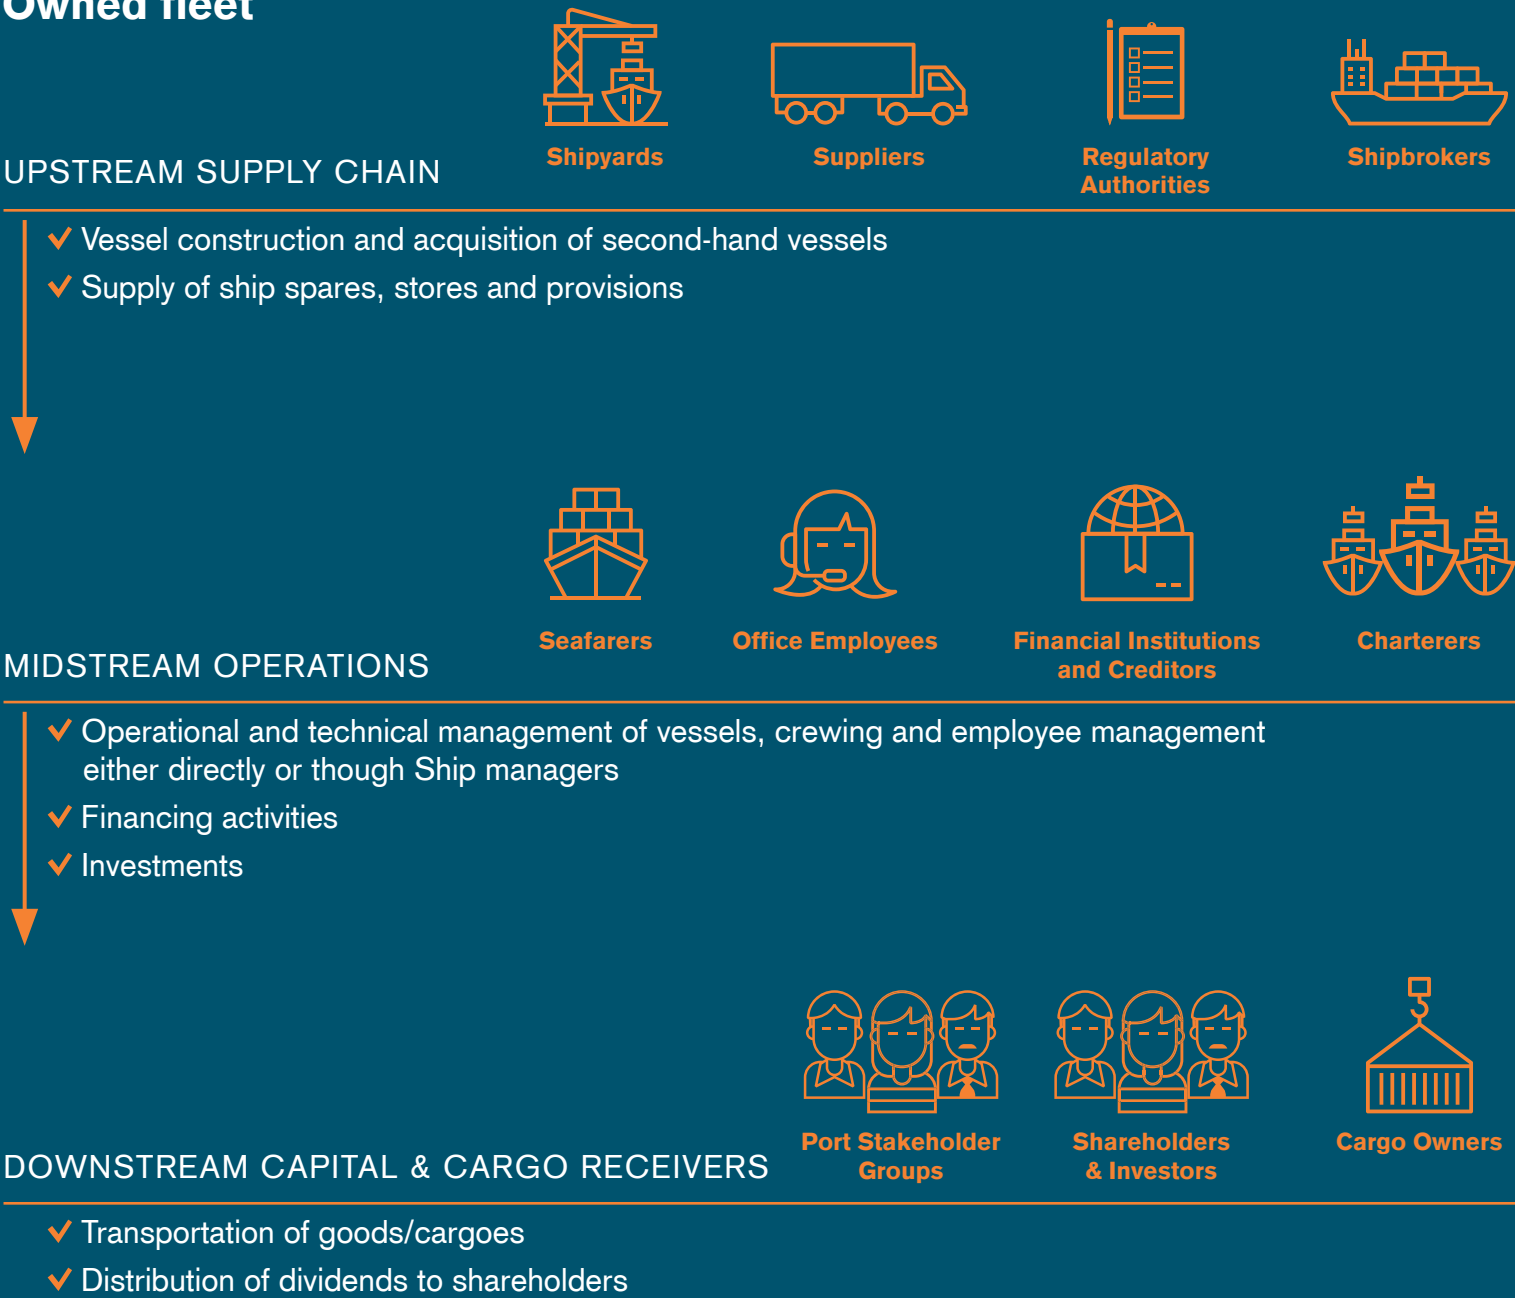 Owned fleet
Shipyards
Suppliers
Regulatory
Authorities
Shipbrokers
UPSTREAM SUPPLY CHAIN
Vessel construction and acquisition of second-hand vessels
Supply of ship spares, stores and provisions
Seafarers
Office Employees
Financial Institutions
and Creditors
Charterers
MIDSTREAM OPERATIONS
Operational and technical management of vessels, crewing and employee management
either directly or though Ship managers
Financing activities
Investments
Port Stakeholder
Groups
Shareholders
& Investors
Cargo Owners
DOWNSTREAM CAPITAL & CARGO RECEIVERS
Transportation of goods/cargoes
Distribution of dividends to shareholders